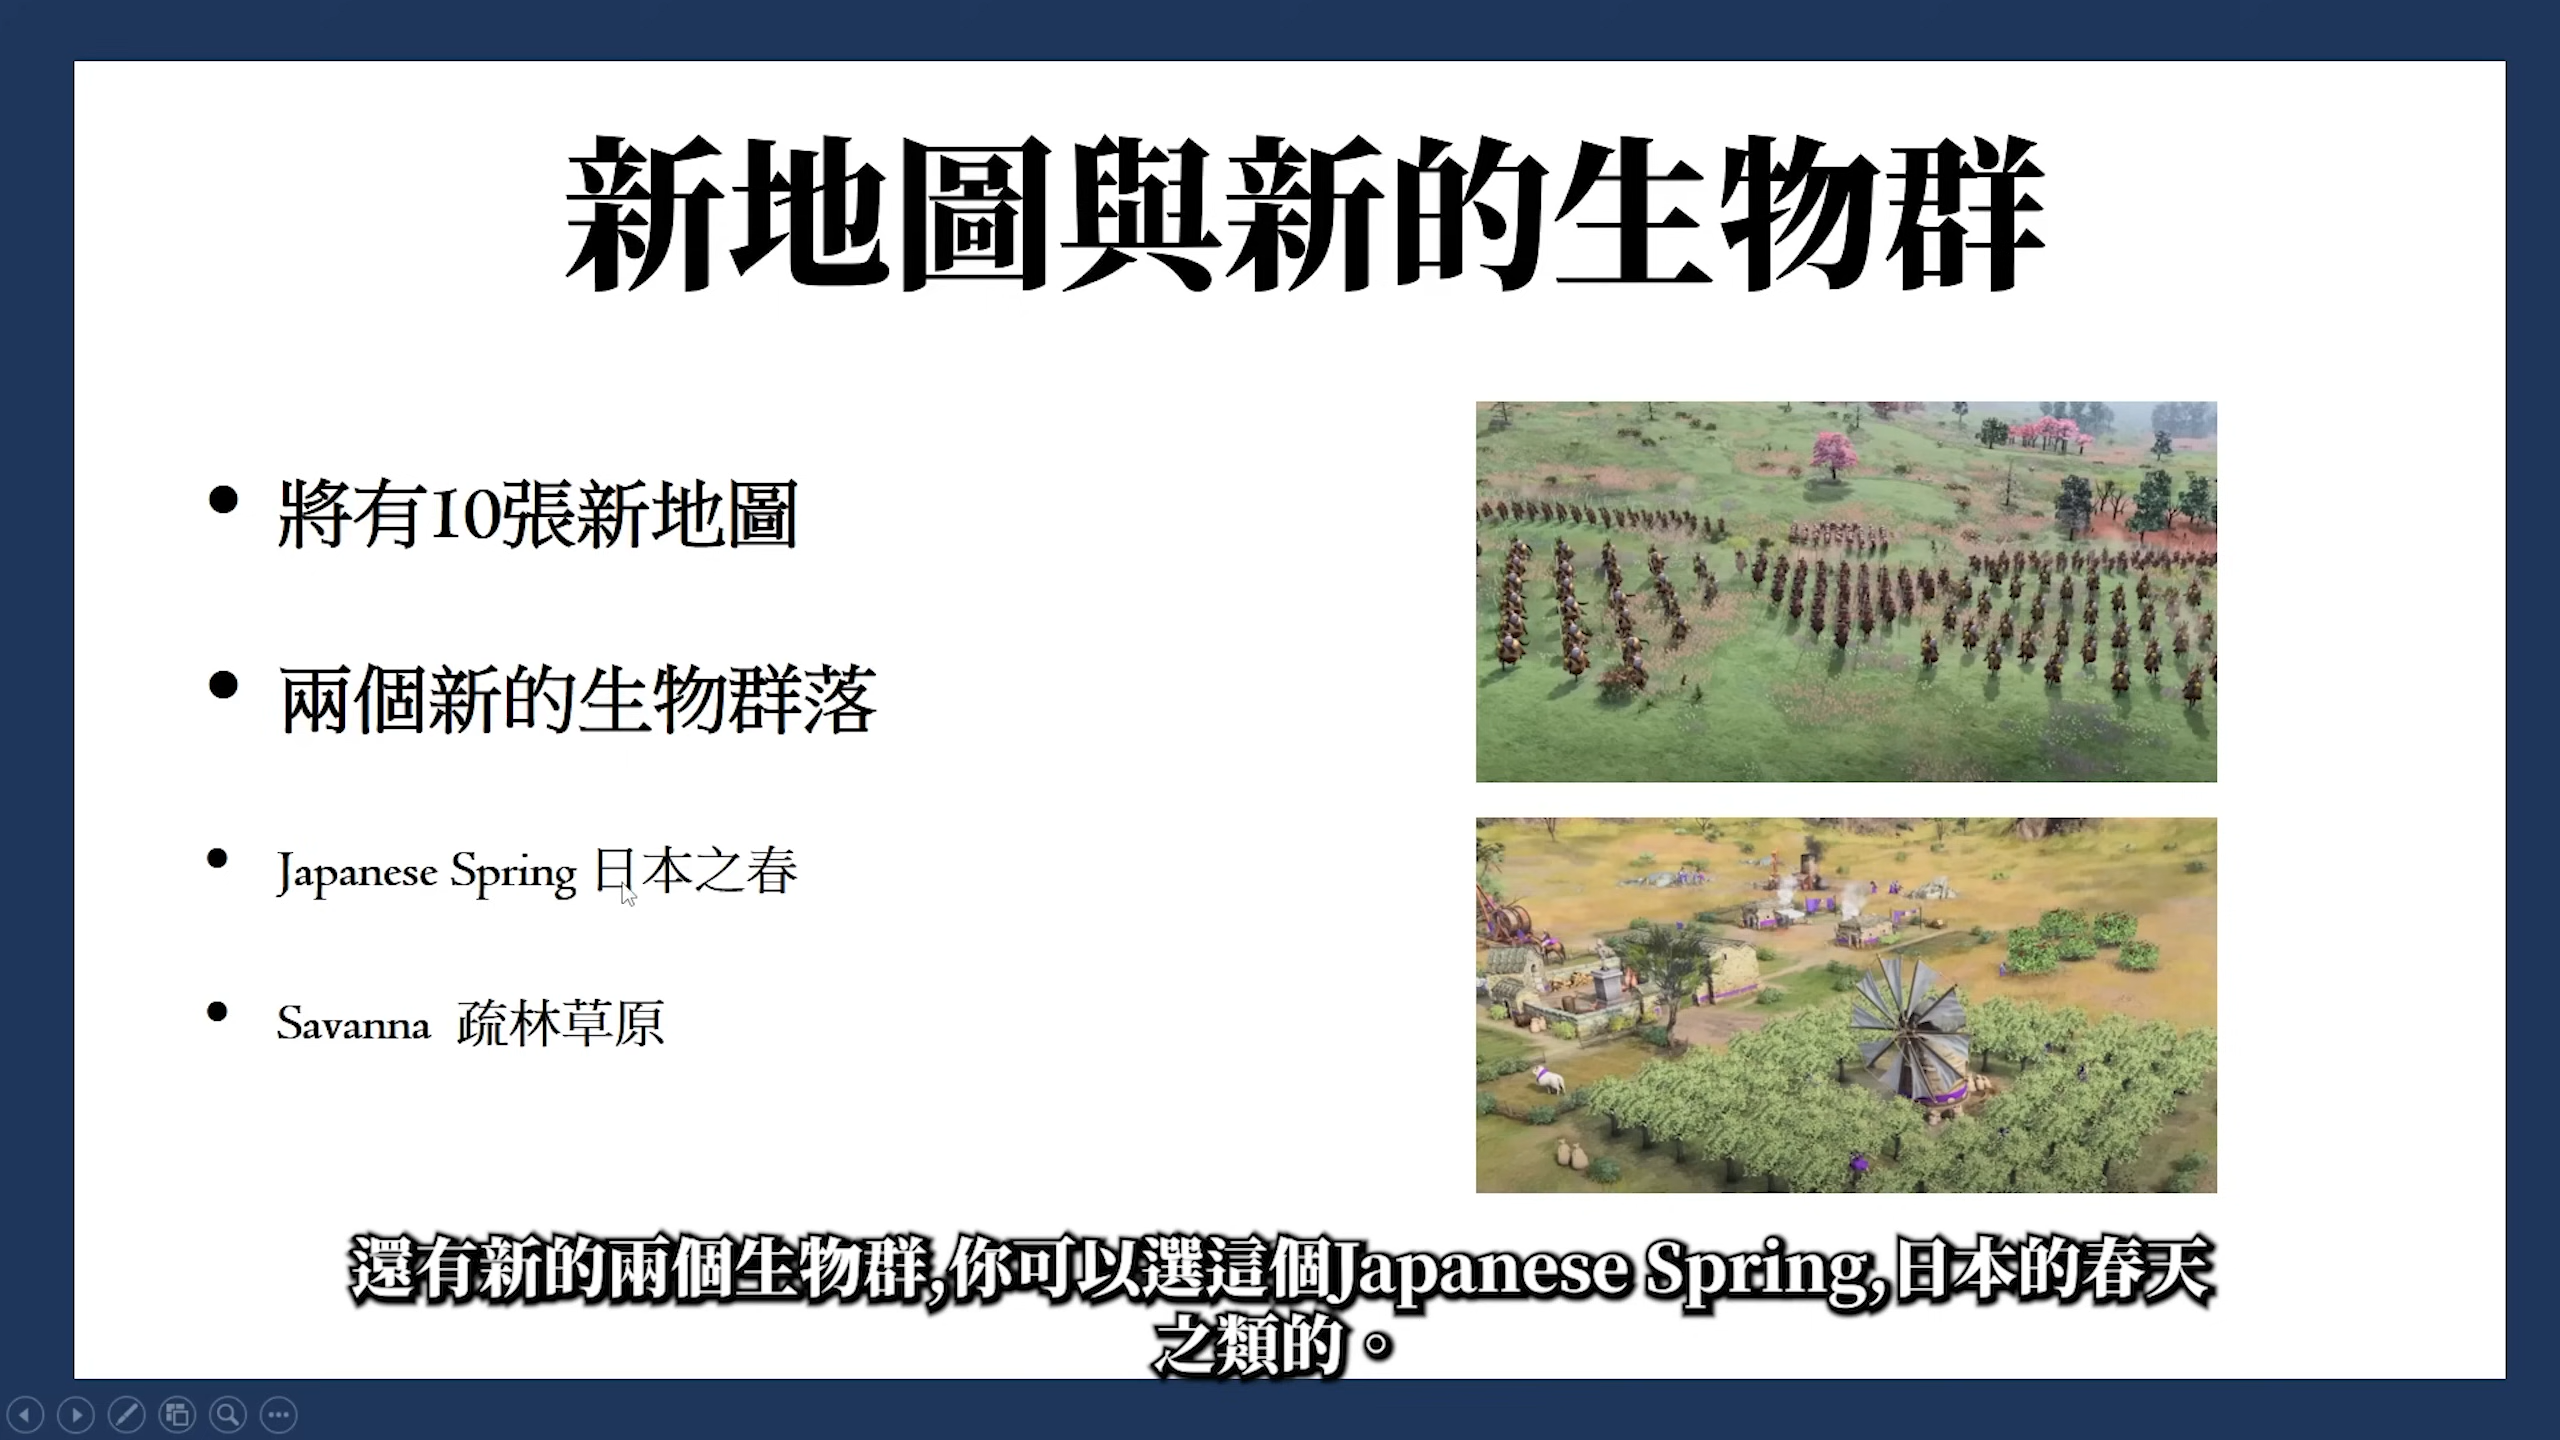 新地圖與新的生物群
• 將有10張新地圖
• 兩個新的生物群落
• Japanese Spring 日本之春
• Savanna 疏林草原
還有新的兩個生物群,你可以選這個Japanese Spring,日本的春天
之類的。